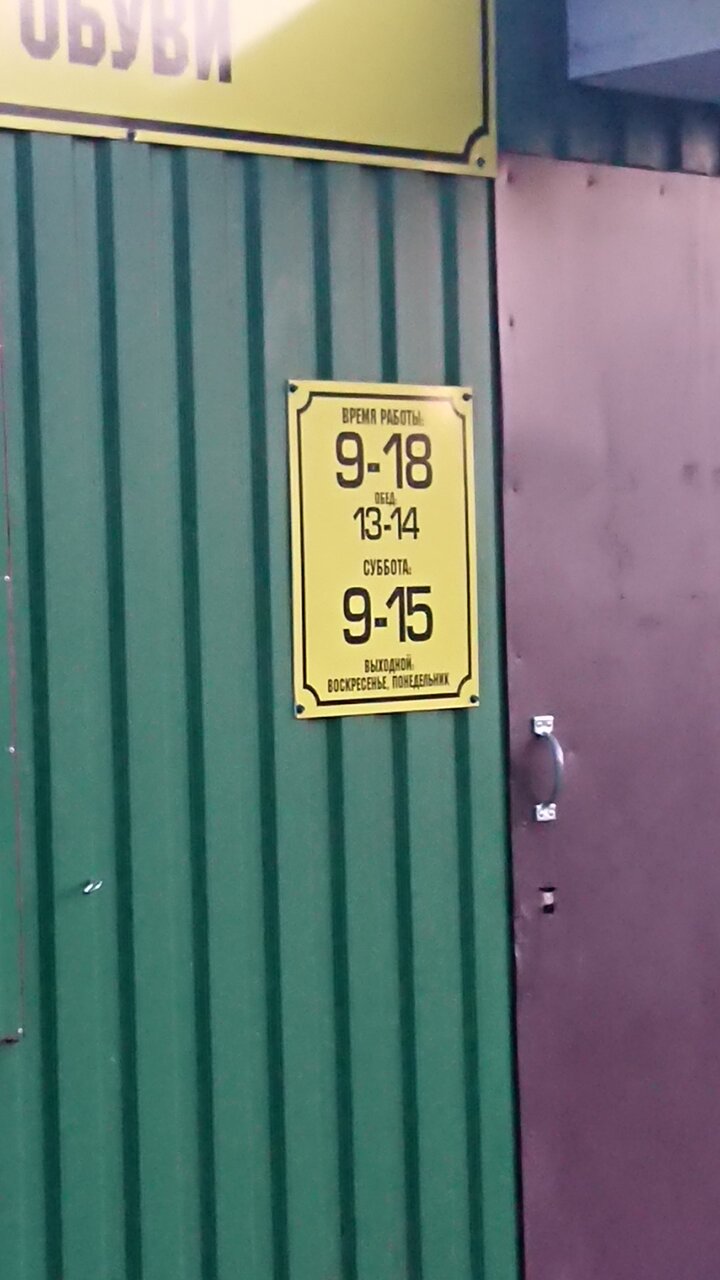 ОБУВИ
ВРЕМЯ РАБОТЫ:
9-18
ОБЕД:
13-14
СУББОТА:
9-15
ВЫХОДНОЙ:
ВОСКРЕСЕНЬЕ, ПОНЕДЕЛЬНИК